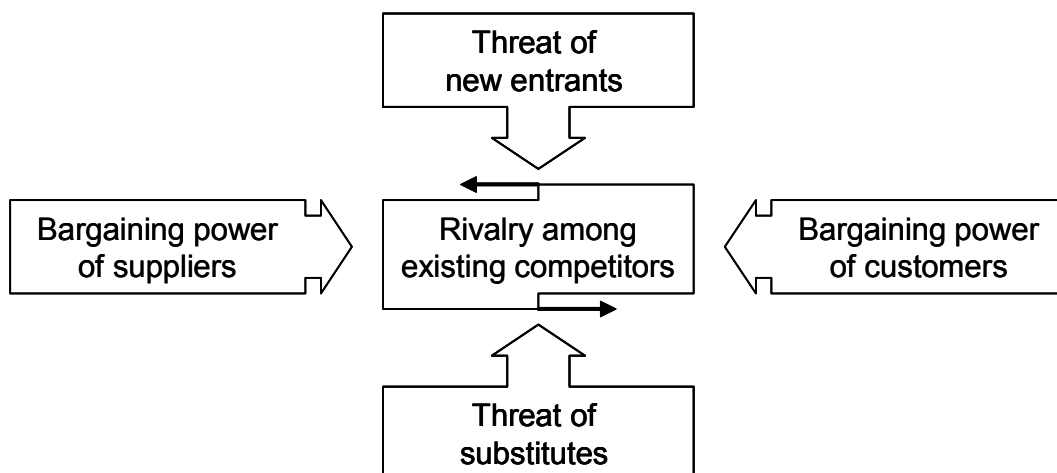 Threat of
new entrants
Bargaining power
of suppliers
Rivalry among
existing competitors
Bargaining power
of customers
Threat of
substitutes